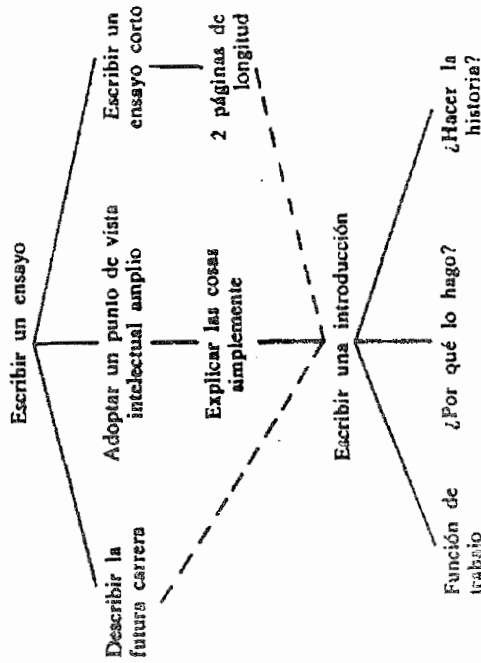 Escribir un ensayo
Describir la
futura carrera
Adoptar un punto de vista
intelectual amplio
Escribir un
ensayo corto
Explicar las cosas
simplemente
2 páginas de
longitud
Escribir una introducción
Función de
trabajo
¿Por qué lo hago?
¿Hacer la
historia?